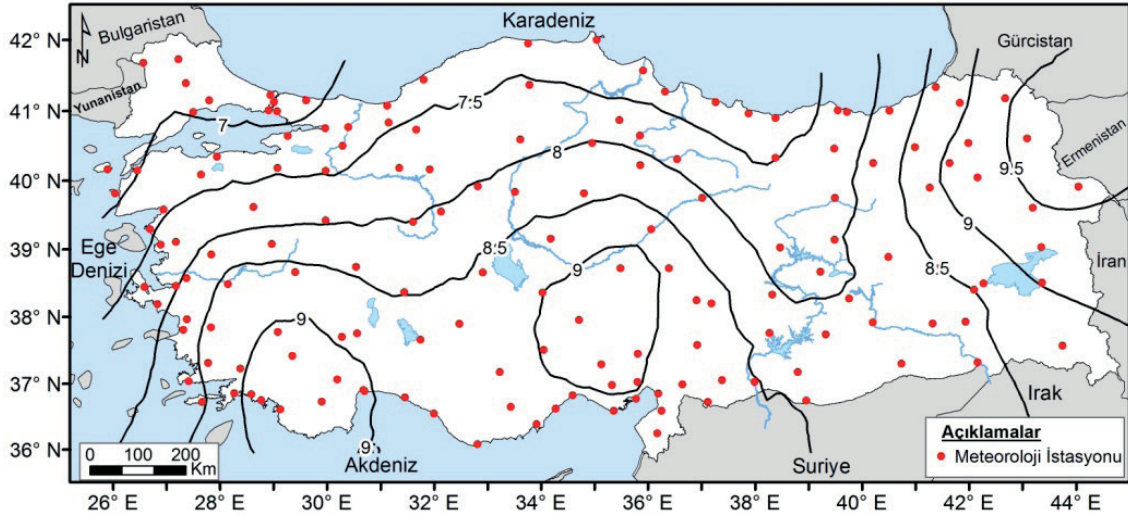 Karadeniz
Bulgaristan
Gürcistan
Yunanistan
Ermenistan
İran
Ege
Denizi
Akdeniz
Suriye
Irak
N
42° N
41° N
40° N
39° N
38° N
37° N
36° N
7
7:5
8
8:5
9
9
9
8:5
9
9:5
0 100 200
Km
Açıklamalar
Meteoroloji İstasyonu
26° E 28° E 30° E 32° E 34° E 36° E 38° E 40° E 42° E 44° E